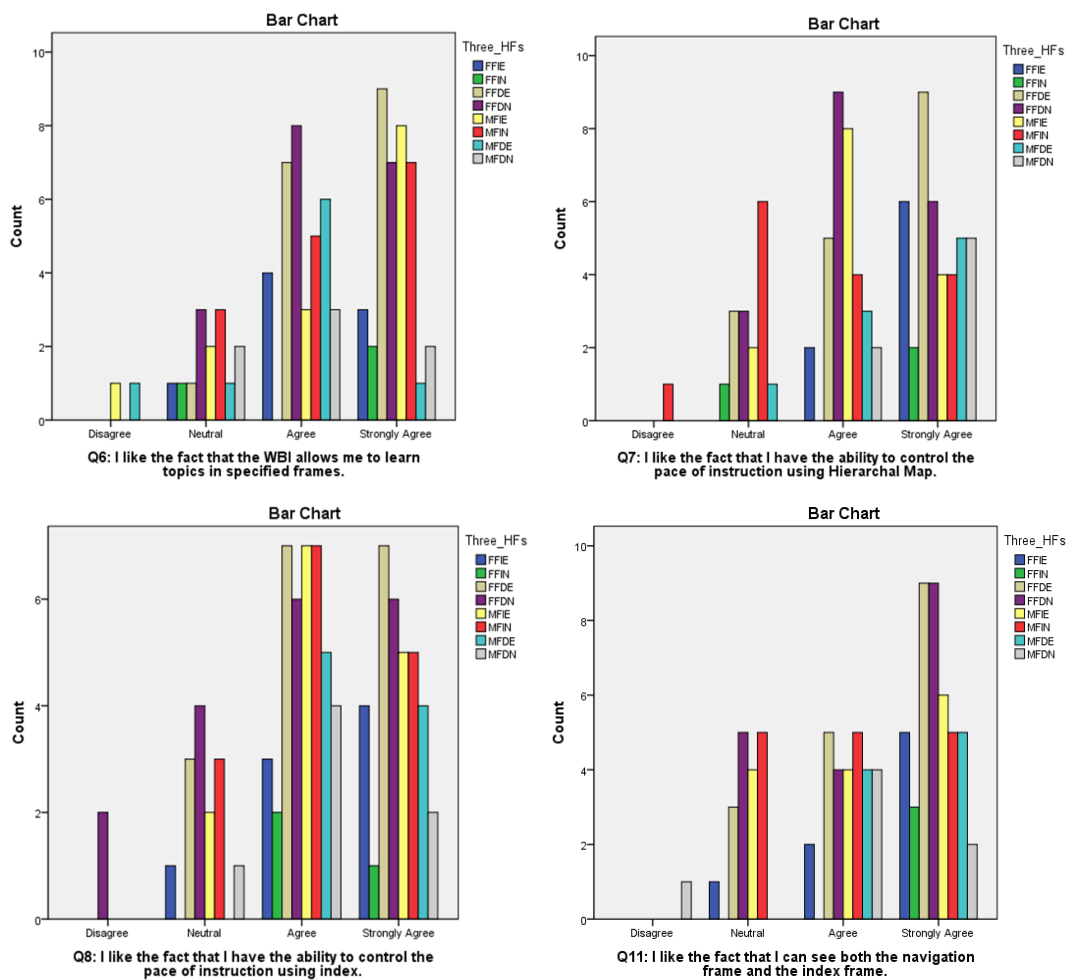 Bar Chart
Three_HFs
FFIE
FFIN
FFDE
FFDN
MFIE
MFIN
MFDE
MFDN
Count
10
8
6
4
2
0
Disagree Neutral Agree Strongly Agree
Q6: I like the fact that the WBI allows me to learn
topics in specified frames.
Bar Chart
Three_HFs
FFIE
FFIN
FFDE
FFDN
MFIE
MFIN
MFDE
MFDN
Count
10
8
6
4
2
0
Disagree Neutral Agree Strongly Agree
Q7: I like the fact that I have the ability to control the
pace of instruction using Hierarchal Map.
Bar Chart
Three_HFs
FFIE
FFIN
FFDE
FFDN
MFIE
MFIN
MFDE
MFDN
Count
6
4
2
0
Disagree Neutral Agree Strongly Agree
Q8: I like the fact that I have the ability to control the
pace of instruction using index.
Bar Chart
Three_HFs
FFIE
FFIN
FFDE
FFDN
MFIE
MFIN
MFDE
MFDN
Count
10
8
6
4
2
0
Disagree Neutral Agree Strongly Agree
Q11: I like the fact that I can see both the navigation
frame and the index frame.